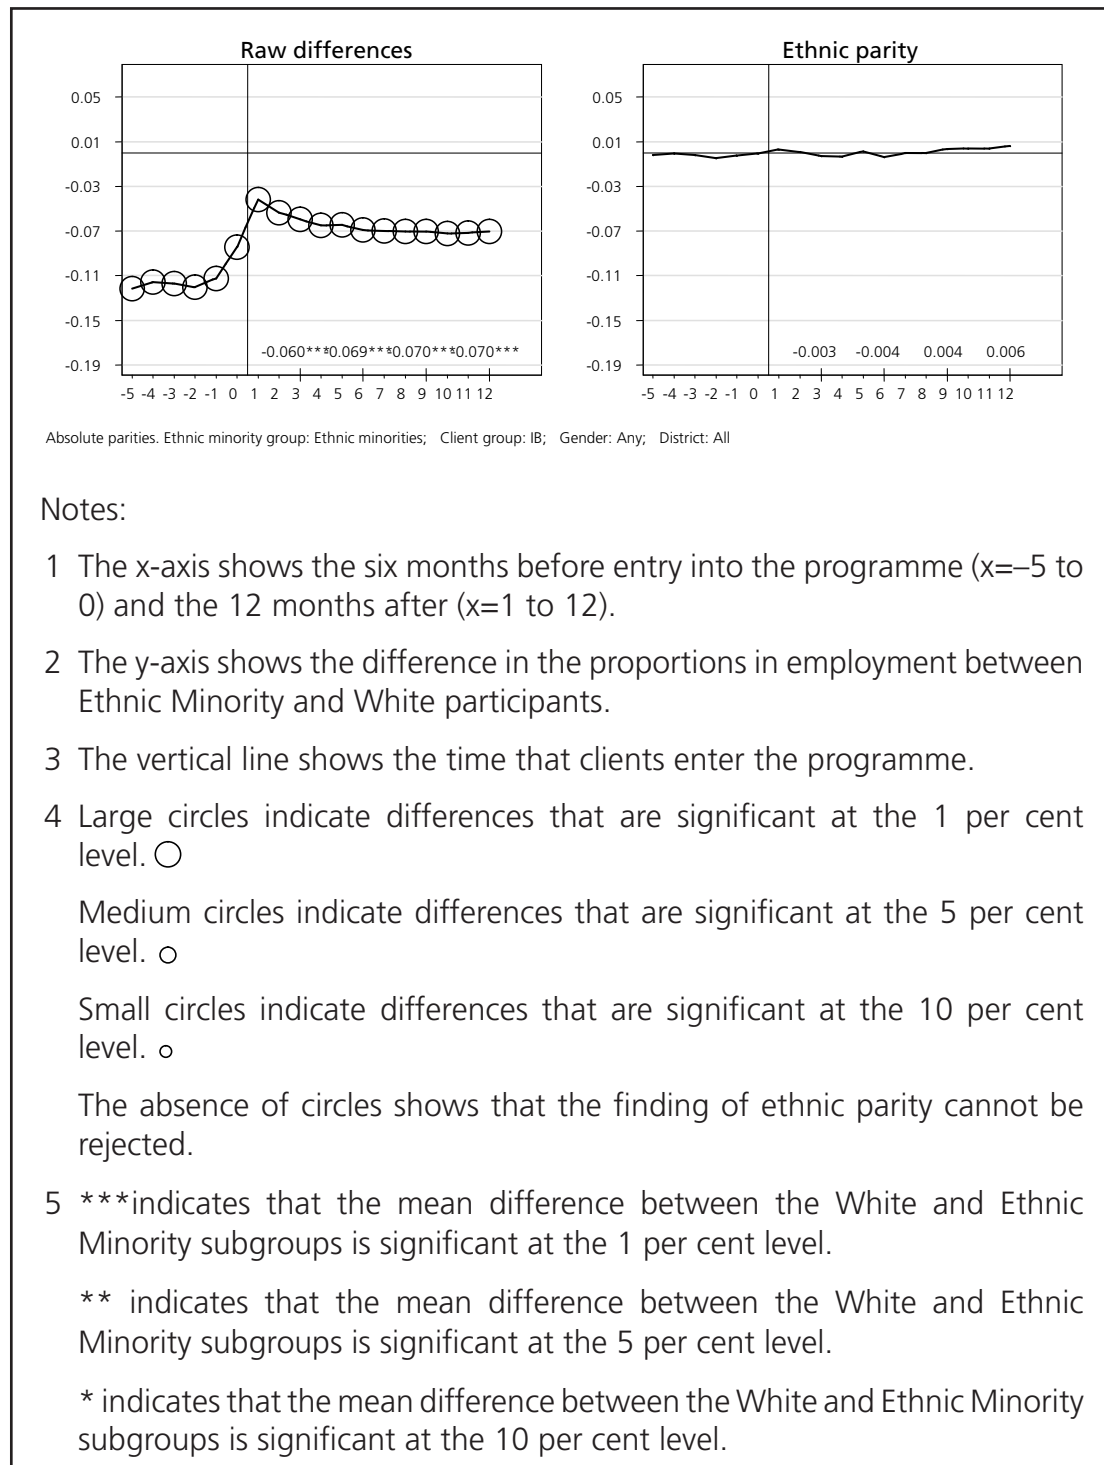 Raw differences
0.05
0.01
-0.03
-0.07
-0.11
-0.15
-0.19
-0.060*** -0.069*** -0.070*** -0.070***
-5 -4 -3 -2 -1 0 1 2 3 4 5 6 7 8 9 10 11 12
Ethnic parity
0.05
0.01
-0.03
-0.07
-0.11
-0.15
-0.19
-0.003 -0.004 0.004 0.006
-5 -4 -3 -2 -1 0 1 2 3 4 5 6 7 8 9 10 11 12
Absolute parities. Ethnic minority group: Ethnic minorities; Client group: IB; Gender: Any; District: All
Notes:
1 The x-axis shows the six months before entry into the programme (x=–5 to
0) and the 12 months after (x=1 to 12).
2 The y-axis shows the difference in the proportions in employment between
Ethnic Minority and White participants.
3 The vertical line shows the time that clients enter the programme.
4 Large circles indicate differences that are significant at the 1 per cent
level.
Medium circles indicate differences that are significant at the 5 per cent
level.
Small circles indicate differences that are significant at the 10 per cent
level.
The absence of circles shows that the finding of ethnic parity cannot be
rejected.
5 ***indicates that the mean difference between the White and Ethnic
Minority subgroups is significant at the 1 per cent level.
** indicates that the mean difference between the White and Ethnic
Minority subgroups is significant at the 5 per cent level.
* indicates that the mean difference between the White and Ethnic Minority
subgroups is significant at the 10 per cent level.